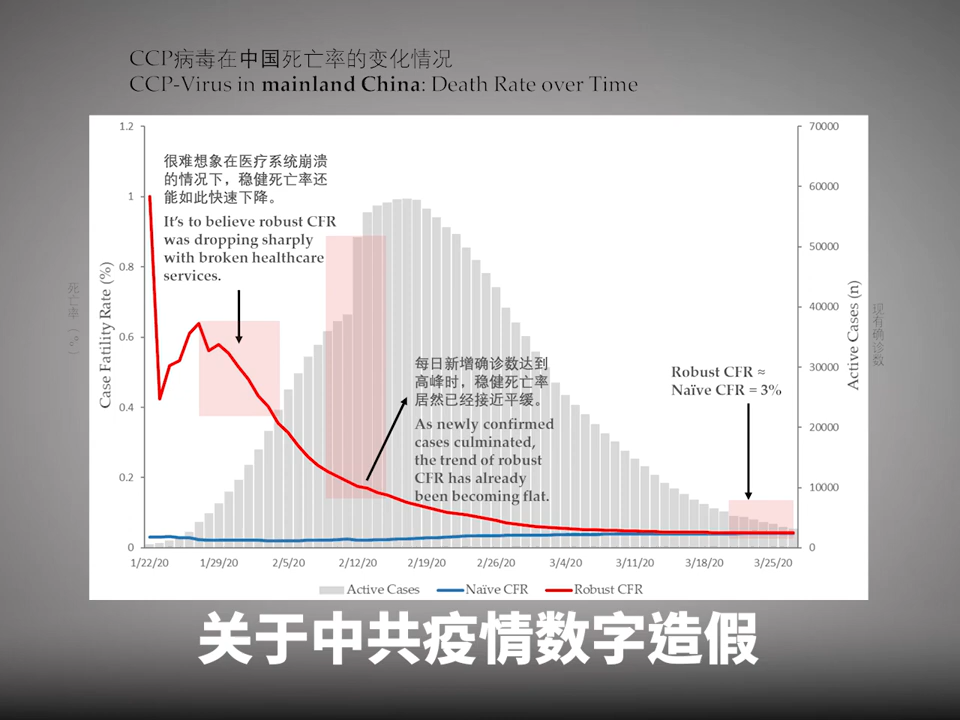 CCP病毒在中国死亡率的变化情况
CCP-Virus in mainland China: Death Rate over Time
1.2
1
0.8
0.6
0.4
0.2
0
70000
60000
50000
40000
30000
20000
10000
0
死亡率（%）
Case Fatility Rate (%)
Active Cases (n)
现有确诊数
很难想象在医疗系统崩溃
的情况下，稳健死亡率还
能如此快速下降。
It's to believe robust CFR
was dropping sharply
with broken healthcare
services.
每日新增确诊数达到
高峰时，稳健死亡率
居然已经接近平缓。
As newly confirmed
cases culminated,
the trend of robust
CFR has already
been becoming flat.
Robust CFR ≈
Naïve CFR = 3%
1/22/20 1/29/20 2/5/20 2/12/20 2/19/20 2/26/20 3/4/20 3/11/20 3/18/20 3/25/20
Active Cases Naïve CFR Robust CFR
关于中共疫情数字造假